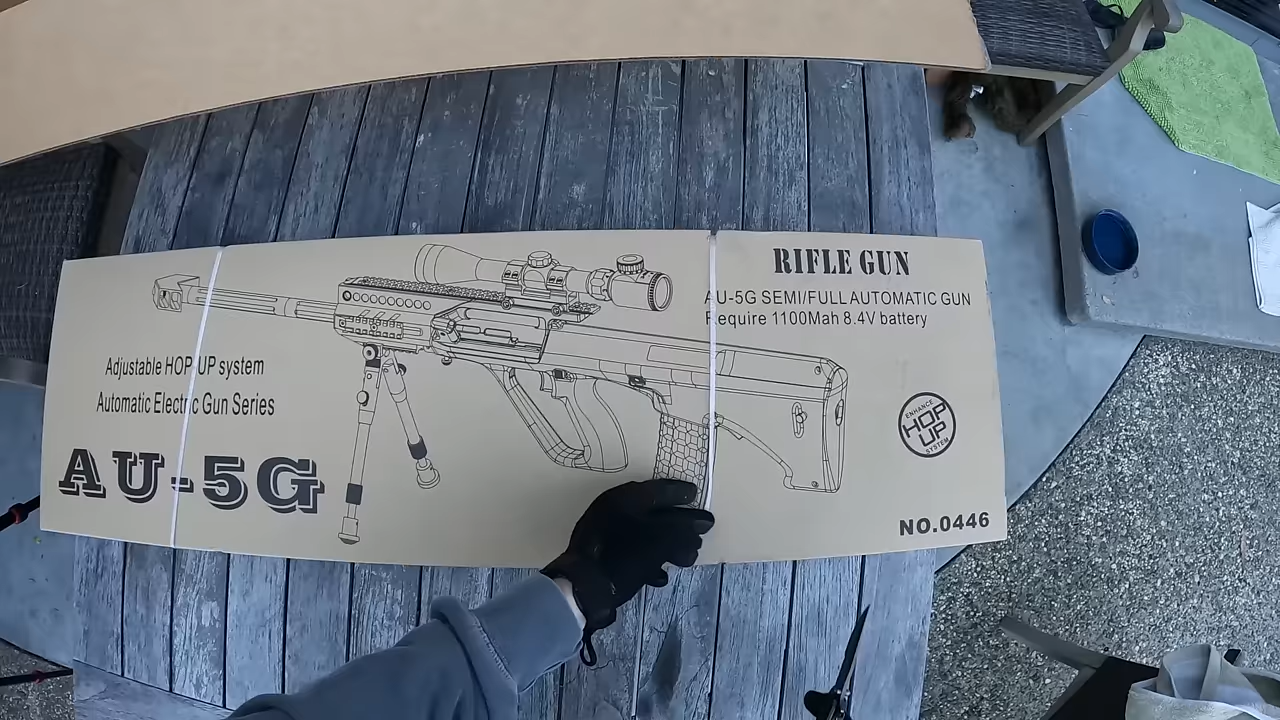 RIFLE GUN
AU-5G SEMI/FULL AUTOMATIC GUN
Require 1100Mah 8.4V battery
Adjustable HOP UP system
Automatic Electric Gun Series
AU-5G
ENHANCE
HOP
UP
SYSTEM
NO.0446